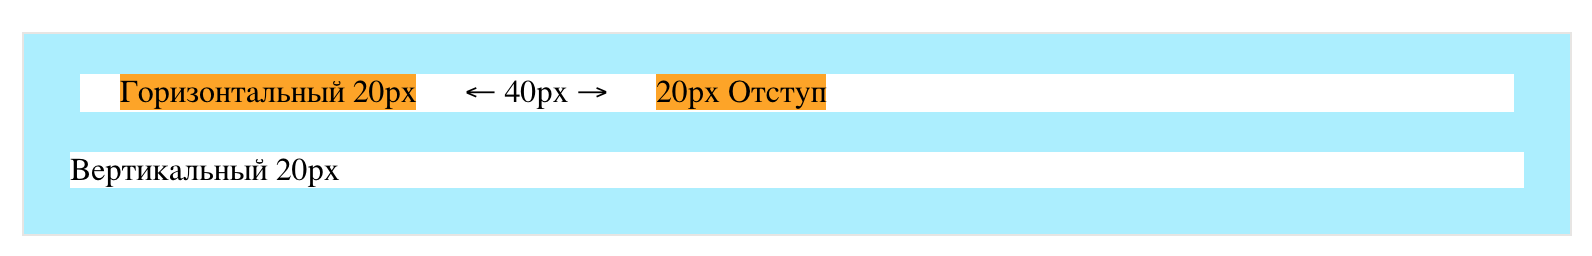 Горизонтальный 20px ← 40px → 20px Отступ
Вертикальный 20px